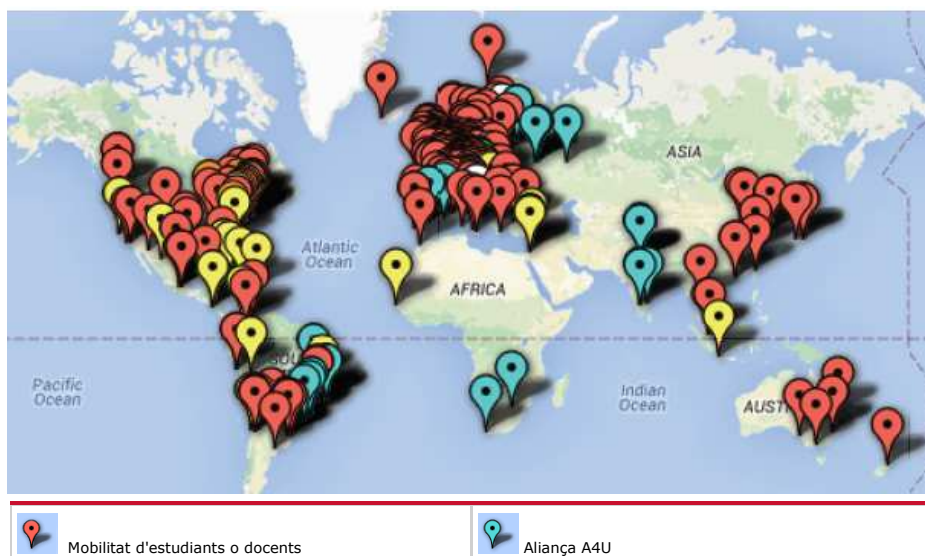 ASIA
Atlantic
Ocean
AFRICA
Pacific
Ocean
Indian
Ocean
AUST
Mobilitat d'estudiants o docents
Aliança A4U